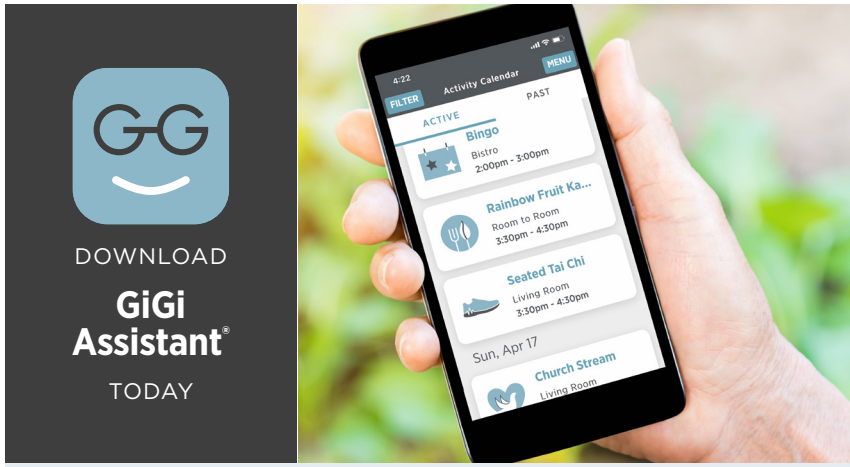 GG
DOWNLOAD
GiGi
Assistant®
TODAY
4:22
FILTER
Activity Calendar
MENU
ACTIVE
PAST
Bingo
Bistro
2:00pm - 3:00pm
Rainbow Fruit Ka...
Room to Room
3:30pm - 4:30pm
Seated Tai Chi
Living Room
3:30pm - 4:30pm
Sun, Apr 17
Church Stream
Living Room